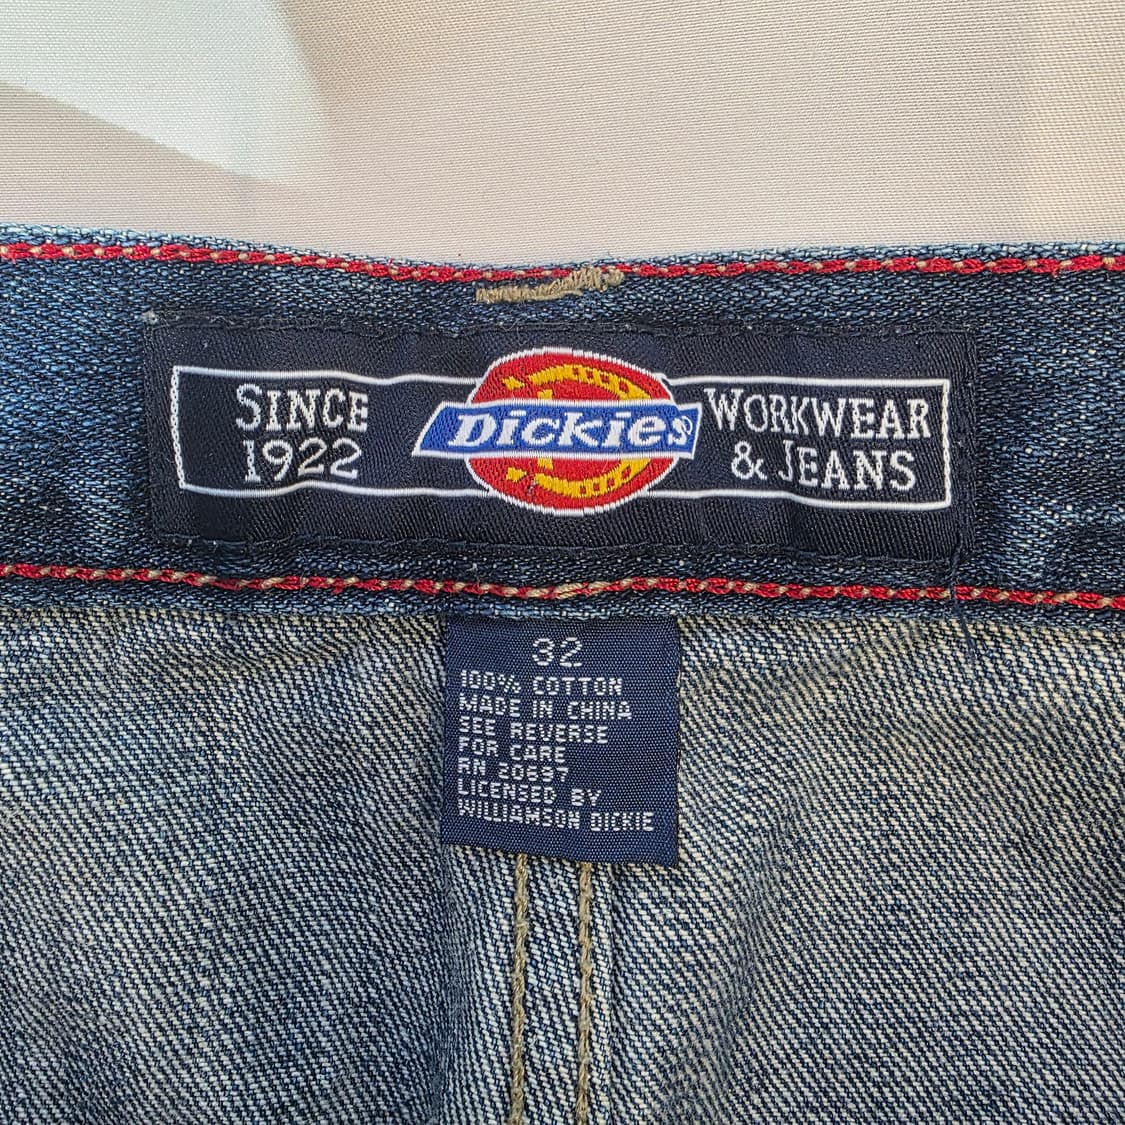 SINCE
1922
Dickies
WORKWEAR
& JEANS
32
100% COTTON
MADE IN CHINA
SEE REVERSE
FOR CARE
RN 20697
LICENSED BY
WILLIAMSON DICKIE